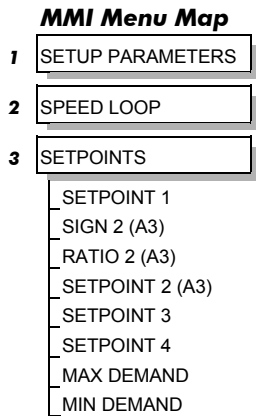 MMI Menu Map
1 SETUP PARAMETERS
2 SPEED LOOP
3 SETPOINTS
SETPOINT 1
SIGN 2 (A3)
RATIO 2 (A3)
SETPOINT 2 (A3)
SETPOINT 3
SETPOINT 4
MAX DEMAND
MIN DEMAND